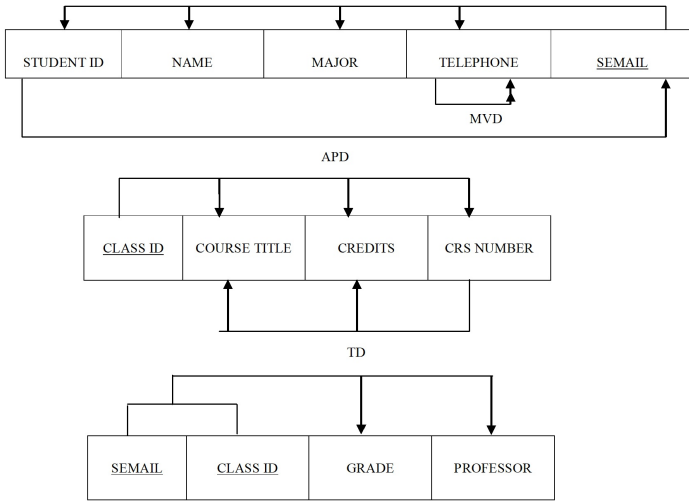 STUDENT ID NAME MAJOR TELEPHONE SEMAIL
MVD
APD
CLASS ID COURSE TITLE CREDITS CRS NUMBER
TD
SEMAIL CLASS ID GRADE PROFESSOR